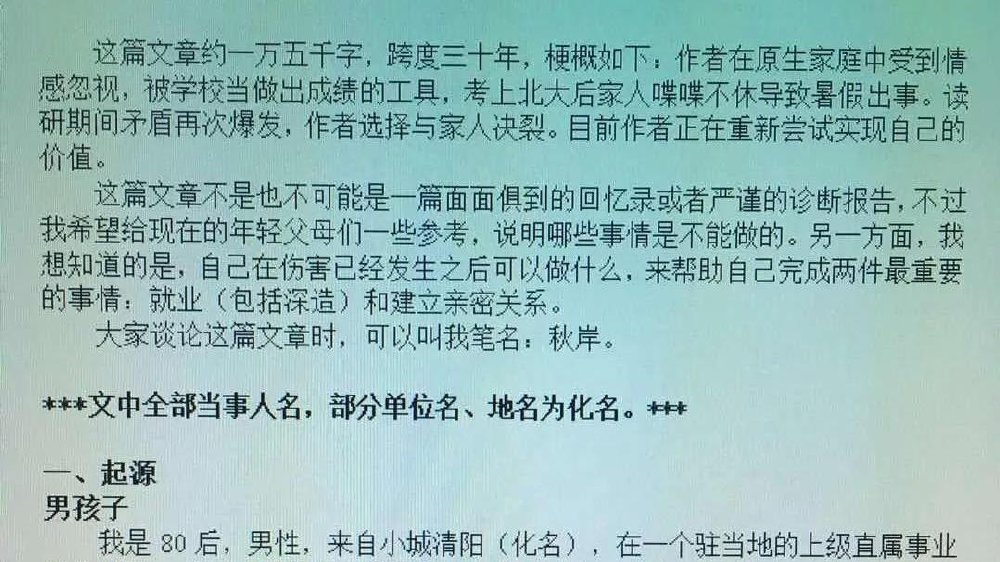 这篇文章约一万五千字，跨度三十年，梗概如下：作者在原生家庭中受到情
感忽视，被学校当做出成绩的工具，考上北大后家人喋喋不休导致暑假出事。读
研期间矛盾再次爆发，作者选择与家人决裂。目前作者正在重新尝试实现自己的
价值。
这篇文章不是也不可能是一篇面面俱到的回忆录或者严谨的诊断报告，不过
我希望给现在的年轻父母们一些参考，说明哪些事情是不能做的。另一方面，我
想知道的是，自己在伤害已经发生之后可以做什么，来帮助自己完成两件最重要
的事情：就业（包括深造）和建立亲密关系。
大家谈论这篇文章时，可以叫我笔名：秋岸。
***文中全部当事人名，部分单位名、地名为化名。***
一、起源
男孩子
我是 80 后，男性，来自小城清阳（化名），在一个驻当地的上级直属事业